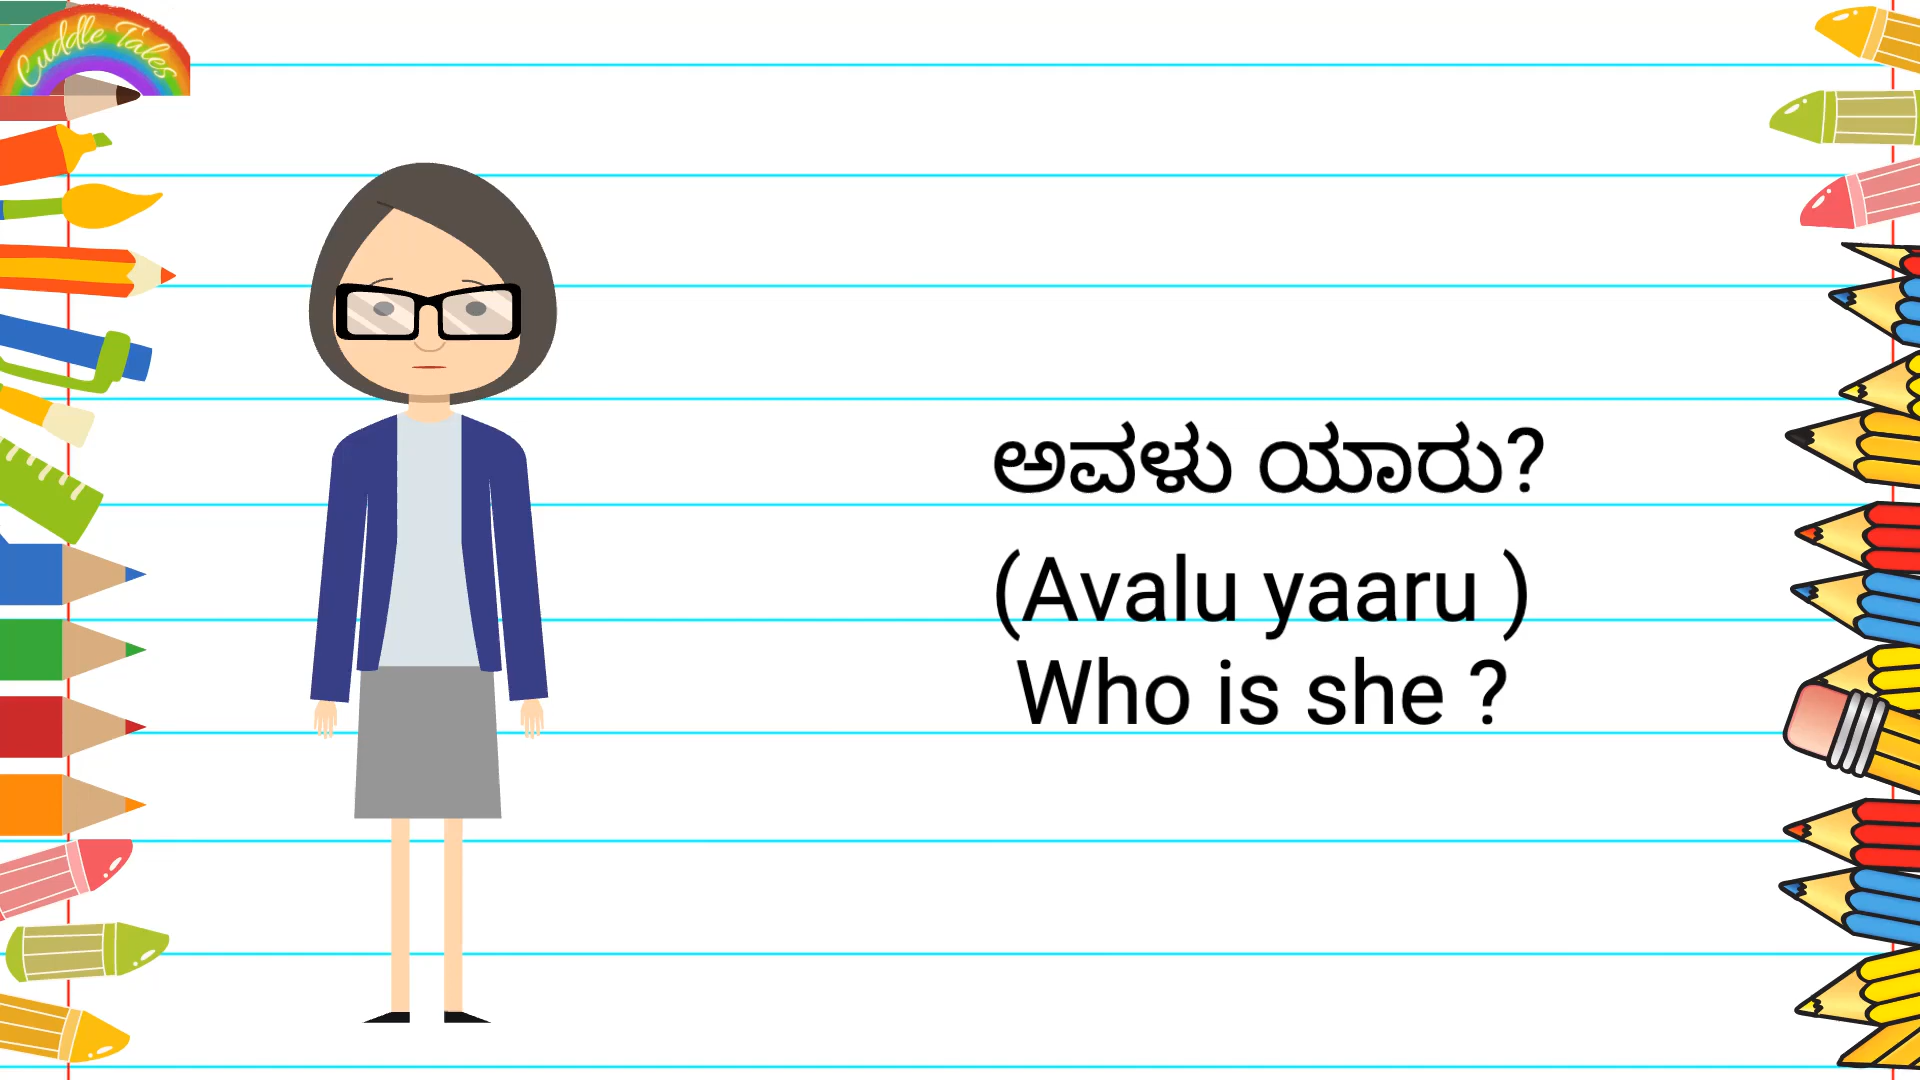 Cuddle Tales
ಅವಳು ಯಾರು?
(Avalu yaaru )
Who is she ?